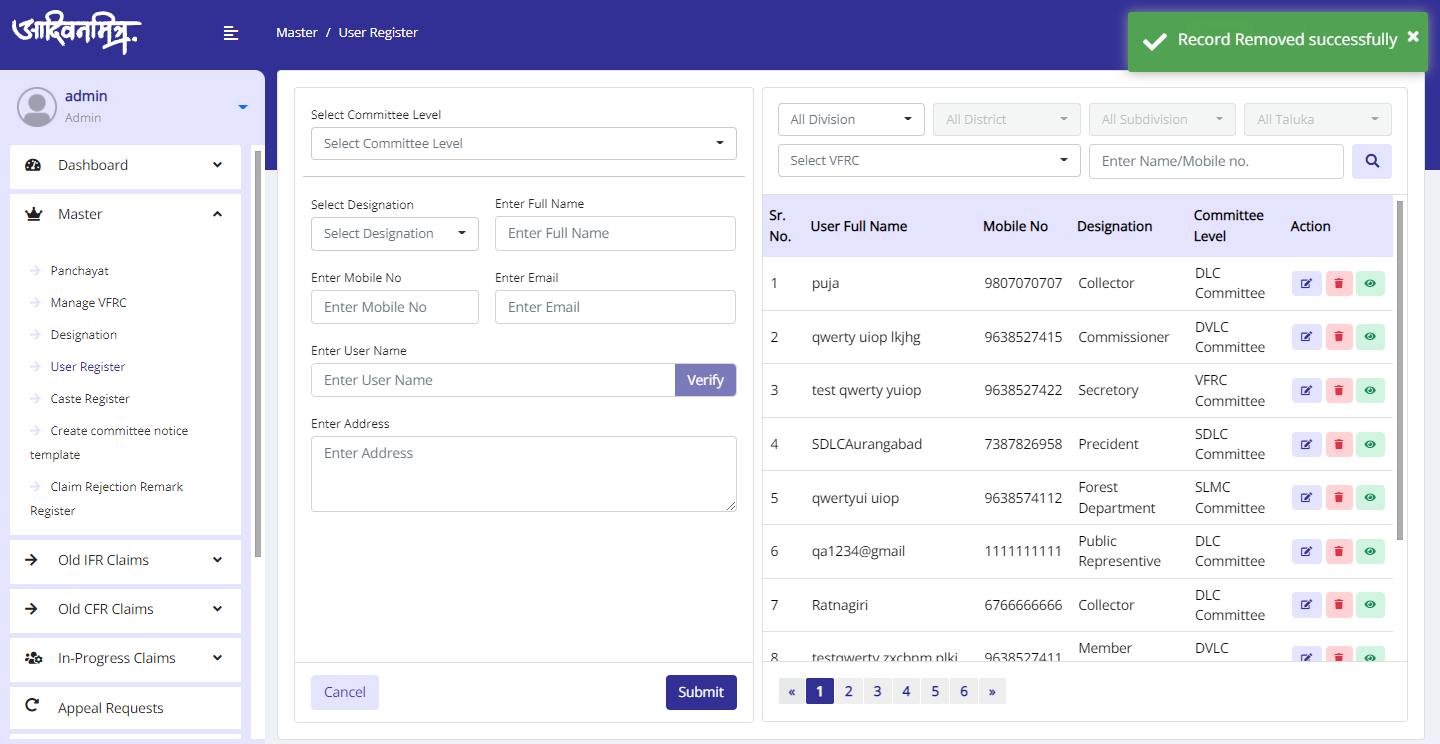 आदिवनमित्र
Master / User Register
Record Removed successfully
admin
Admin
Dashboard
Master
Panchayat
Manage VFRC
Designation
User Register
Caste Register
Create committee notice
template
Claim Rejection Remark
Register
Old IFR Claims
Old CFR Claims
In-Progress Claims
Appeal Requests
Select Committee Level
Select Committee Level
Select Designation Enter Full Name
Select Designation Enter Full Name
Enter Mobile No Enter Email
Enter Mobile No Enter Email
Enter User Name
Enter User Name Verify
Enter Address
Enter Address
Cancel Submit
All Division All District All Subdivision All Taluka
Select VFRC Enter Name/Mobile no.
Sr. No. User Full Name Mobile No Designation Committee Level Action
1 puja 9807070707 Collector DLC Committee
2 qwerty uiop lkjhg 9638527415 Commissioner DVLC Committee
3 test qwerty yuiop 9638527422 Secretory VFRC Committee
4 SDLCAurangabad 7387826958 Precident SDLC Committee
5 qwertyui uiop 9638574112 Forest Department SLMC Committee
6 qa1234@gmail 1111111111 Public Representive DLC Committee
7 Ratnagiri 6766666666 Collector DLC Committee
8 testqwerty zxcbnm plkj 9638527411 Member DVLC
« 1 2 3 4 5 6 »